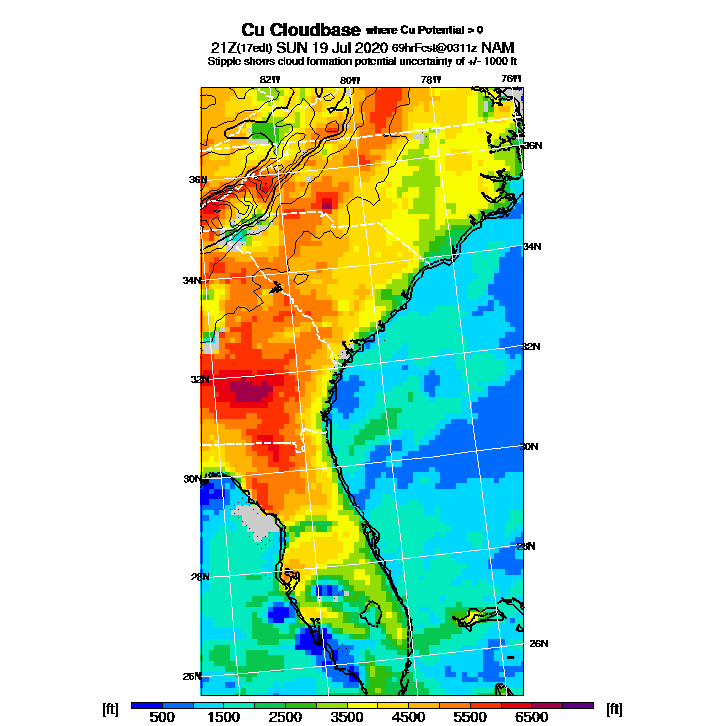 Cu Cloudbase where Cu Potential > 0
21Z(17edt) SUN 19 Jul 2020 69hrFcst@0311z NAM
Stipple shows cloud formation potential uncertainty of +/- 1000 ft
82W 80W 78W 76W
36N
36N
34N
34N
32N
32N
30N
30N
28N
28N
26N
26N
[ft] 500 1500 2500 3500 4500 5500 6500 [ft]